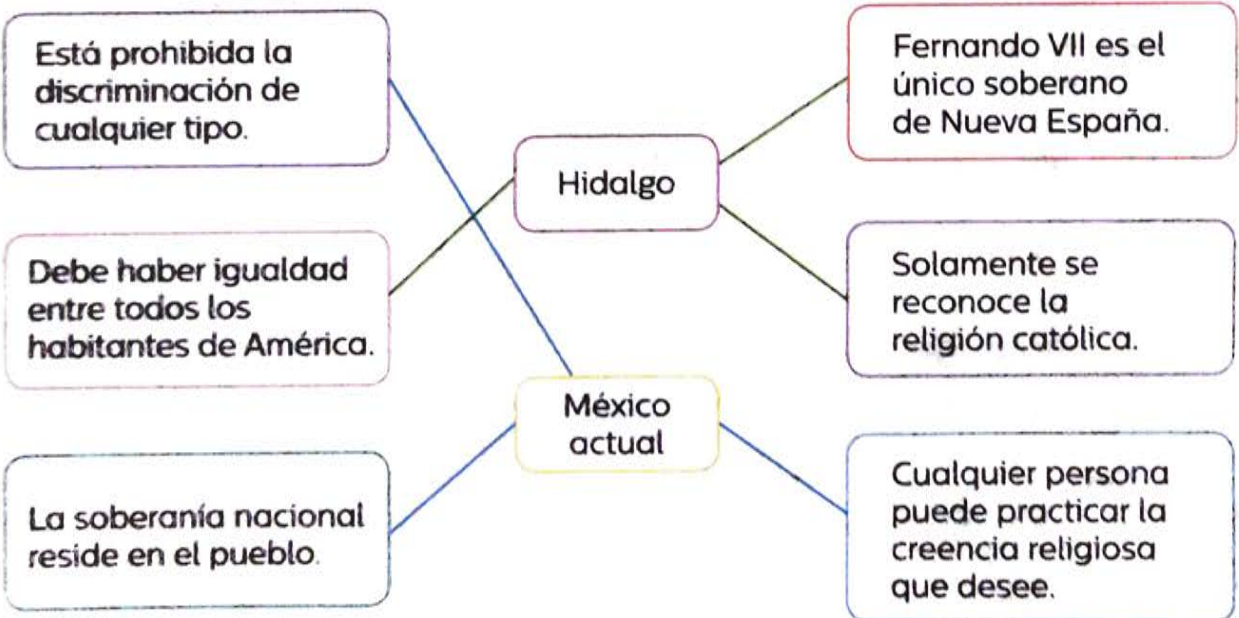 Está prohibida la
discriminación de
cualquier tipo.
Debe haber igualdad
entre todos los
habitantes de América.
La soberanía nacional
reside en el pueblo.
Hidalgo
México
actual
Fernando VII es el
único soberano
de Nueva España.
Solamente se
reconoce la
religión católica.
Cualquier persona
puede practicar la
creencia religiosa
que desee.